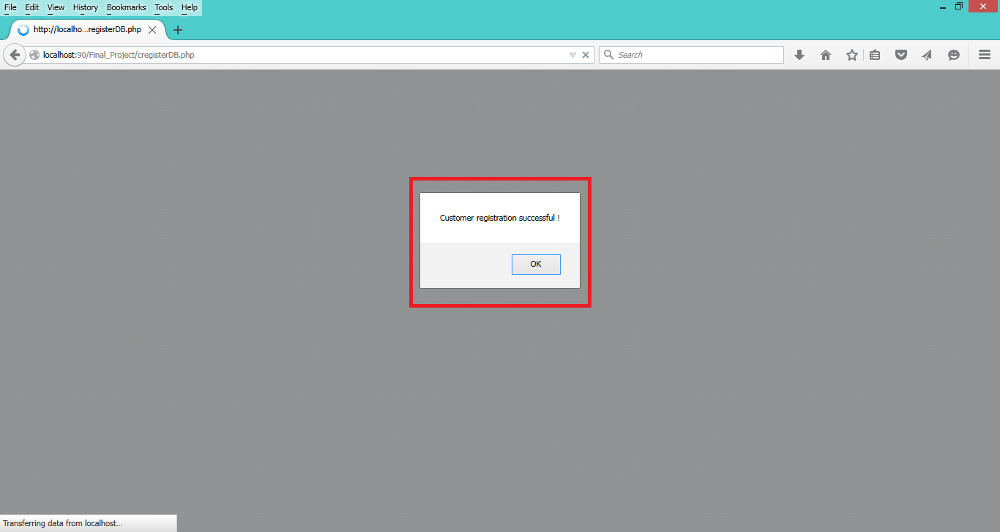 File Edit View History Bookmarks Tools Help
http://localho...registerDB.php
localhost:90/Final_Project/cregisterDB.php Search
Customer registration successful !
OK
Transferring data from localhost...